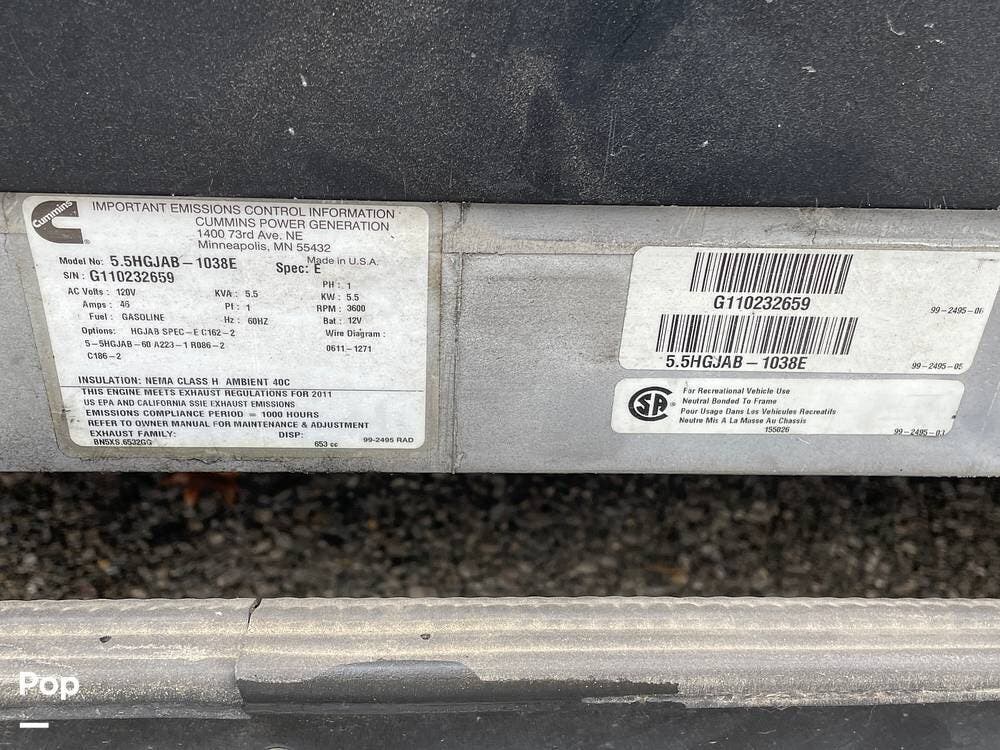 Cummins
IMPORTANT EMISSIONS CONTROL INFORMATION
CUMMINS POWER GENERATION
1400 73rd Ave. NE
Minneapolis, MN 55432
Made in U.S.A.
Model No: 5.5HGJAB-1038E Spec: E
S/N: G110232659
AC Volts: 120V KVA: 5.5 PH: 1
Amps: 46 Pf: 1 KW: 5.5
Fuel: GASOLINE Hz: 60HZ RPM: 3600
Bat: 12V
Options: HGJAB SPEC-E C162-2 Wire Diagram:
5-5HGJAB-60 A223-1 R086-2 0611-1271
C186-2
INSULATION: NEMA CLASS H AMBIENT 40C
THIS ENGINE MEETS EXHAUST REGULATIONS FOR 2011
US EPA AND CALIFORNIA SSIE EXHAUST EMISSIONS
EMISSIONS COMPLIANCE PERIOD = 1000 HOURS
REFER TO OWNER MANUAL FOR MAINTENANCE & ADJUSTMENT
EXHAUST FAMILY: DISP:
BN5XS.6532GG 653 cc 99-2495 RAD
G110232659 99-2495-06
5.5HGJAB-1038E 99-2495-05
SA
For Recreational Vehicle Use
Neutral Bonded To Frame
Pour Usage Dans Les Vehicules Recreatifs
Neutre Mis A La Masse Au Chassis
155026 99-2495-03
Pop